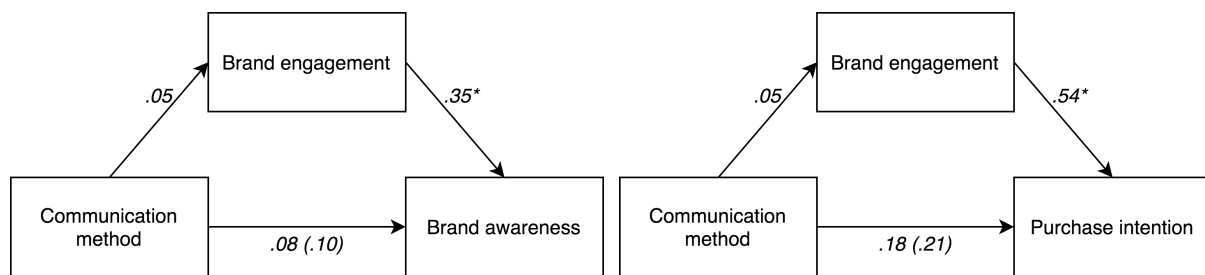 Brand engagement
.05
.35*
Communication
method
.08 (.10)
Brand awareness
Brand engagement
.05
.54*
Communication
method
.18 (.21)
Purchase intention